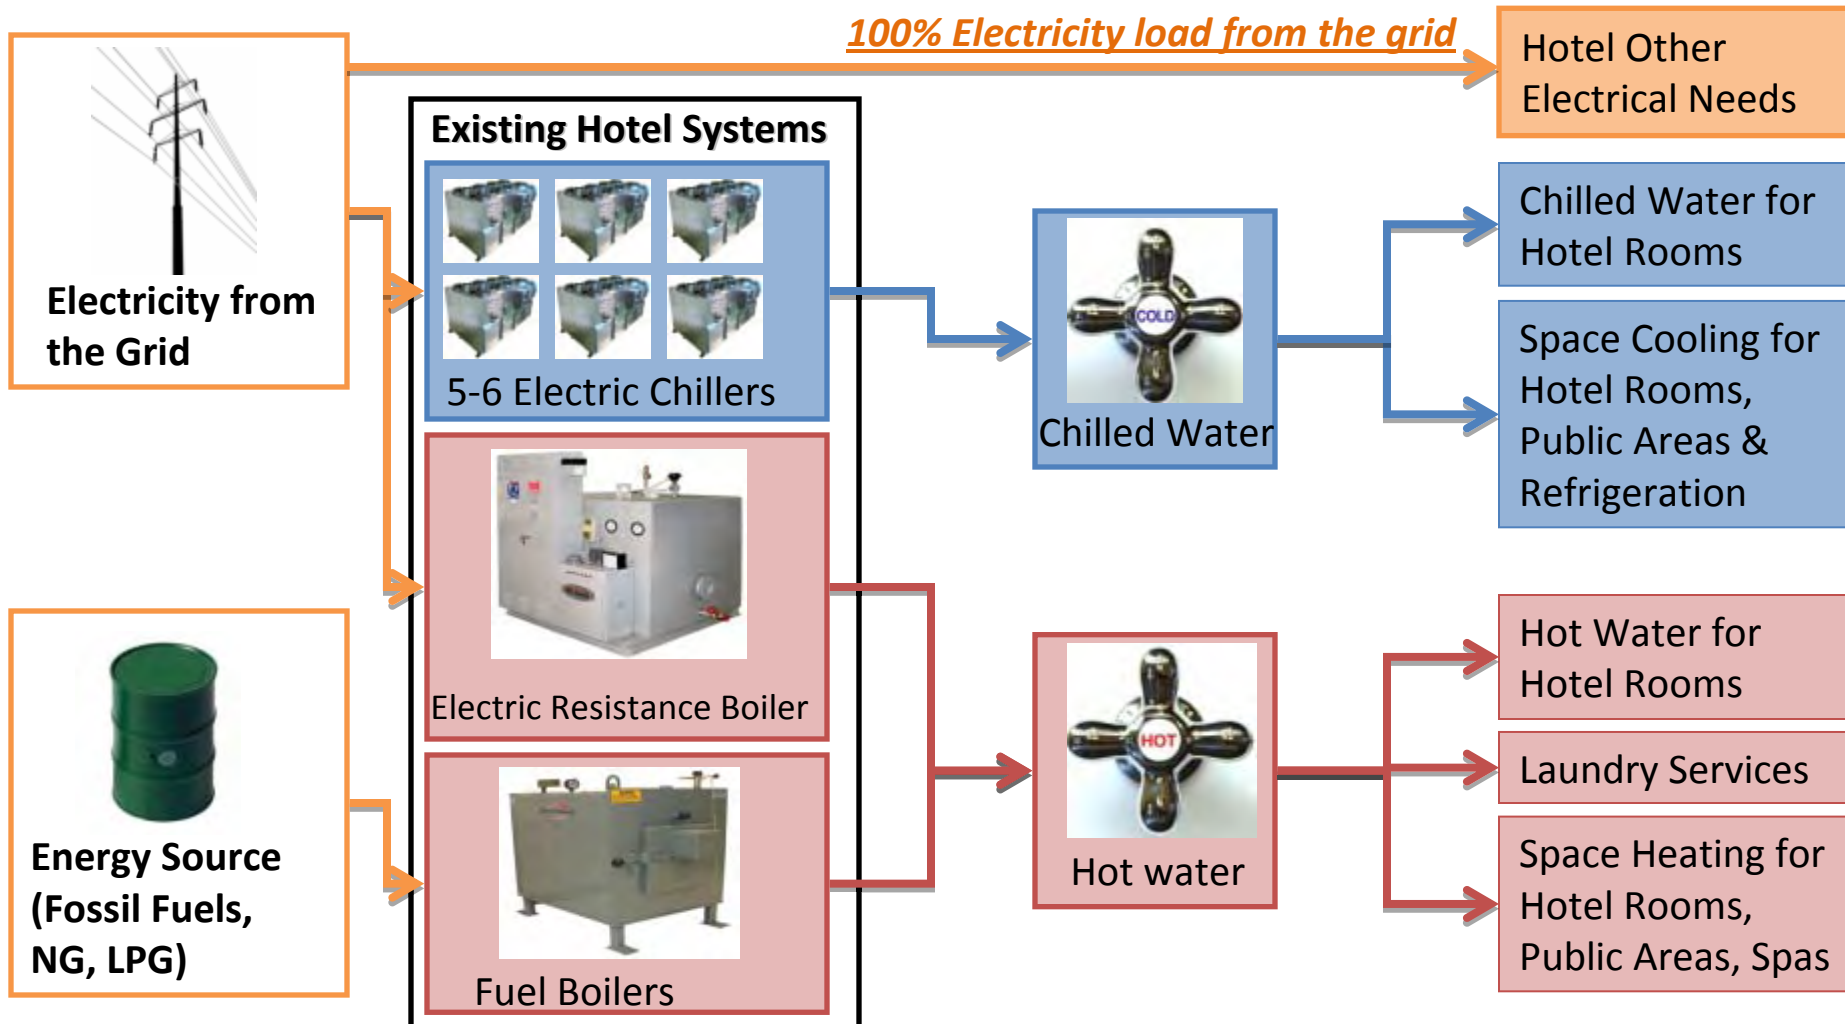 100% Electricity load from the grid
Hotel Other
Electrical Needs
Electricity from
the Grid
Existing Hotel Systems
5-6 Electric Chillers
COLD
Chilled Water
Chilled Water for
Hotel Rooms
Space Cooling for
Hotel Rooms,
Public Areas &
Refrigeration
Electric Resistance Boiler
Energy Source
(Fossil Fuels,
NG, LPG)
Fuel Boilers
HOT
Hot water
Hot Water for
Hotel Rooms
Laundry Services
Space Heating for
Hotel Rooms,
Public Areas, Spas